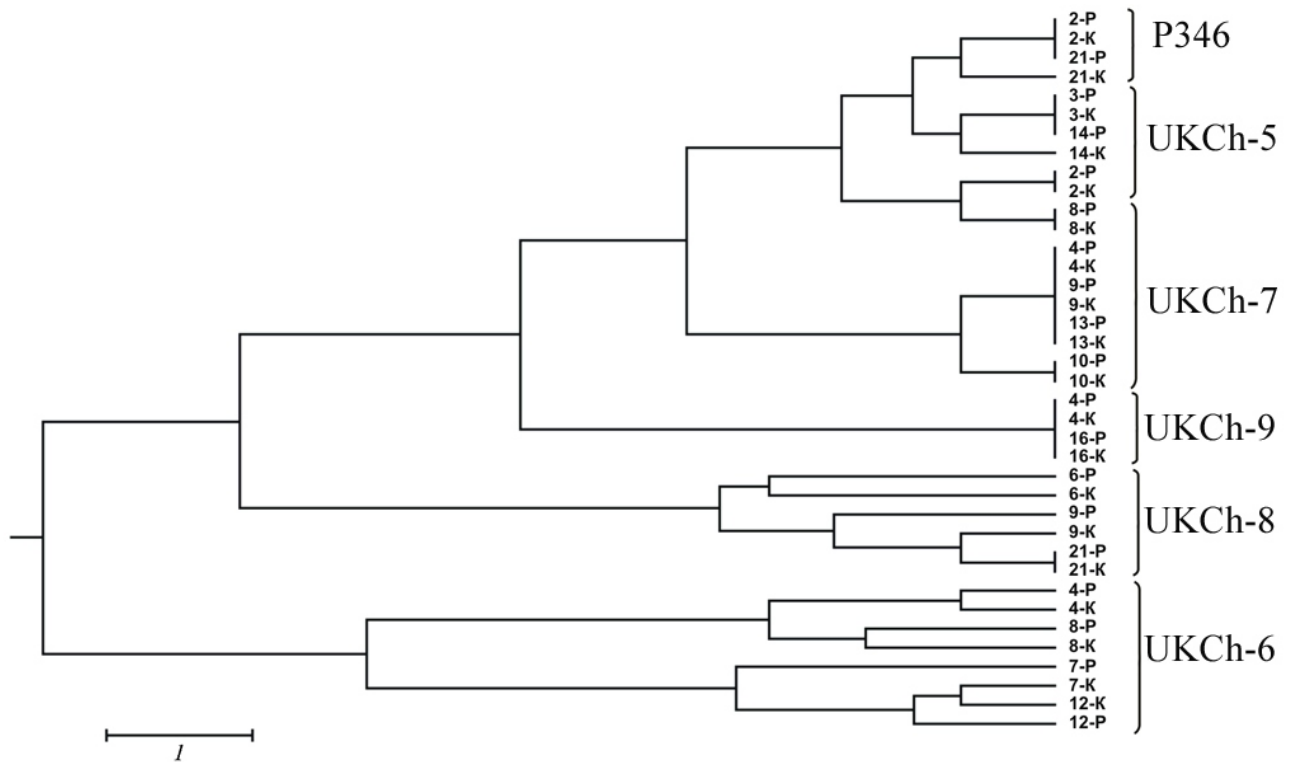 2-P
2-K
21-P
21-K
P346
3-P
3-K
14-P
14-K
2-P
2-K
UKCh-5
8-P
8-K
4-P
4-K
9-P
9-K
13-P
13-K
10-P
10-K
UKCh-7
4-P
4-K
16-P
16-K
UKCh-9
6-P
6-K
9-P
9-K
21-P
21-K
UKCh-8
4-P
4-K
8-P
8-K
7-P
7-K
12-K
12-P
UKCh-6
1